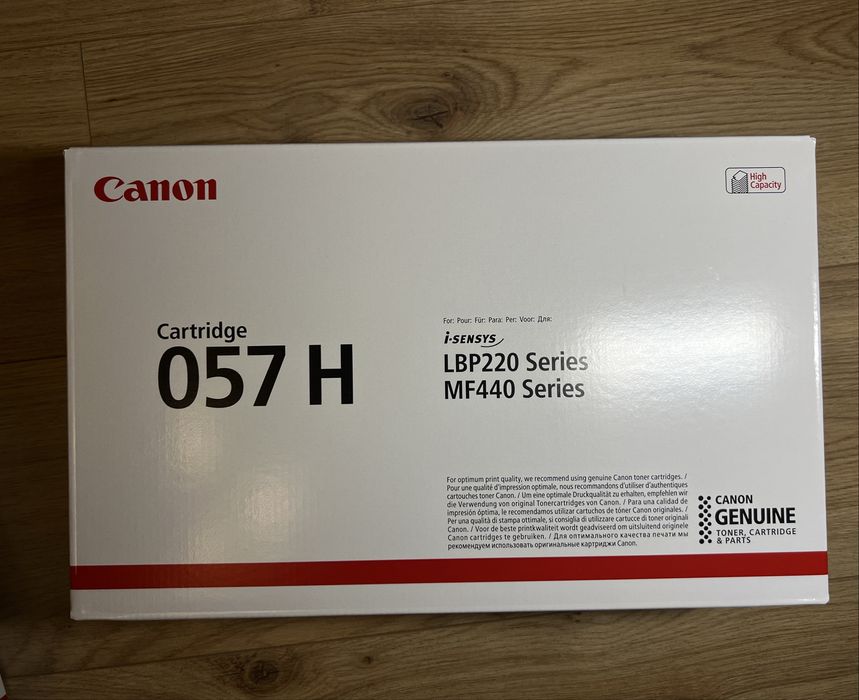 Canon
High
Capacity
Cartridge
057 H
For: Pour: Für: Para: Per: Voor: Для:
i-SENSYS
LBP220 Series
MF440 Series
For optimum print quality, we recommend using genuine Canon toner cartridges. /
Pour une qualité d'impression optimale, nous recommandons d'utiliser d'authentiques
cartouches toner Canon. / Um eine optimale Druckqualität zu erhalten, empfehlen wir
die Verwendung von original Tonercartridges von Canon. / Para una calidad de
impresión óptima, le recomendamos utilizar cartuchos de tóner Canon originales. /
Per una qualità di stampa ottimale, si consiglia di utilizzare cartucce di toner originali
Canon. / Voor de beste printkwaliteit wordt geadviseerd om uitsluitend originele
Canon cartridges te gebruiken. / Для оптимального качества печати мы
рекомендуем использовать оригинальные картриджи Canon.
CANON
GENUINE
TONER, CARTRIDGE
& PARTS